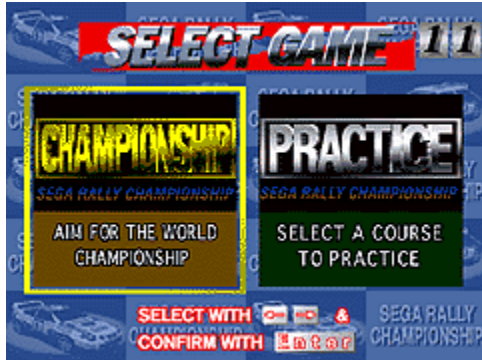 SELECT GAME 11
CHAMPIONSHIP
SEGA RALLY CHAMPIONSHIP
AIM FOR THE WORLD
CHAMPIONSHIP
PRACTICE
SEGA RALLY CHAMPIONSHIP
SELECT A COURSE
TO PRACTICE
SELECT WITH &
CONFIRM WITH Enter
SEGA RALLY
CHAMPIONSHIP